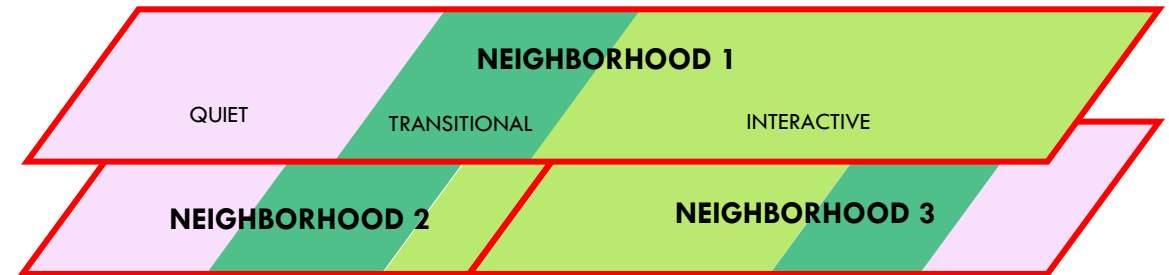 NEIGHBORHOOD 1
QUIET
TRANSITIONAL
INTERACTIVE
NEIGHBORHOOD 2
NEIGHBORHOOD 3